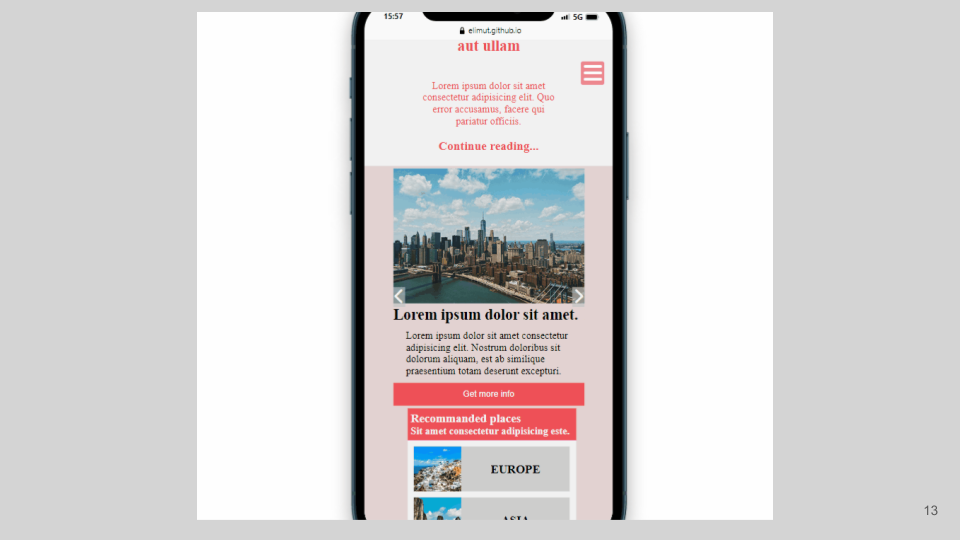 15:57
5G
elimut.github.io
aut ullam
Lorem ipsum dolor sit amet
consectetur adipisicing elit. Quo
error accusamus, facere qui
pariatur officiis.
Continue reading...
Lorem ipsum dolor sit amet.
Lorem ipsum dolor sit amet consectetur
adipisicing elit. Nostrum doloribus sit
dolorum aliquam, est ab similique
praesentium totam deserunt excepturi.
Get more info
Recommanded places
Sit amet consectetur adipisicing este.
EUROPE
ASIA
13